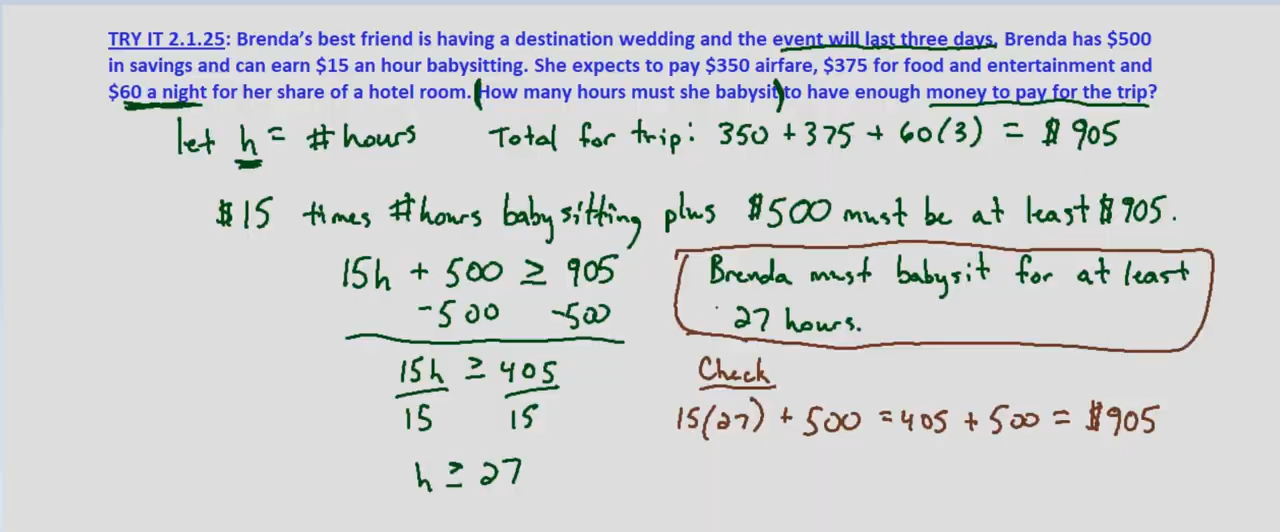 TRY IT 2.1.25: Brenda's best friend is having a destination wedding and the event will last three days. Brenda has $500
in savings and can earn $15 an hour babysitting. She expects to pay $350 airfare, $375 for food and entertainment and
$60 a night for her share of a hotel room. (How many hours must she babysit) to have enough money to pay for the trip?
let h = # hours Total for trip: 350 + 375 + 60(3) = $905
$15 times # hours babysitting plus $500 must be at least $905.
15h + 500 ≥ 905
-500 -500
Brenda must babysit for at least
27 hours.
15h ≥ 405
15 15
h ≥ 27
Check
15(27) + 500 = 405 + 500 = $905